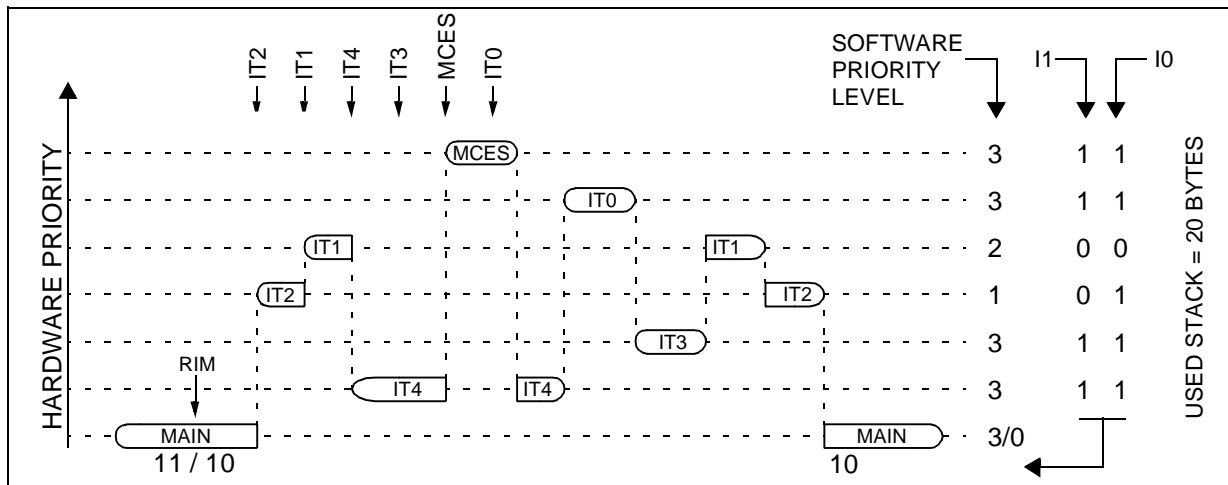 IT2
IT1
IT4
IT3
MCES
IT0
SOFTWARE
PRIORITY
LEVEL
I1
I0
HARDWARE PRIORITY
MCES
3
1 1
IT0
3
1 1
IT1
IT1
2
0 0
IT2
IT2
1
0 1
IT3
3
1 1
RIM
IT4
IT4
3
1 1
MAIN
MAIN
3/0
11 / 10
10
USED STACK = 20 BYTES